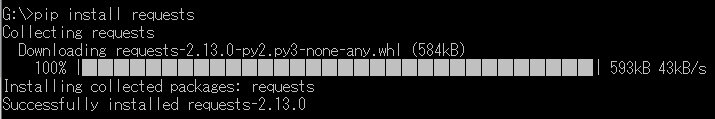 G:\>pip install requests
Collecting requests
  Downloading requests-2.13.0-py2.py3-none-any.whl (584kB)
    100% |████████████████████████████████| 593kB 43kB/s
Installing collected packages: requests
Successfully installed requests-2.13.0